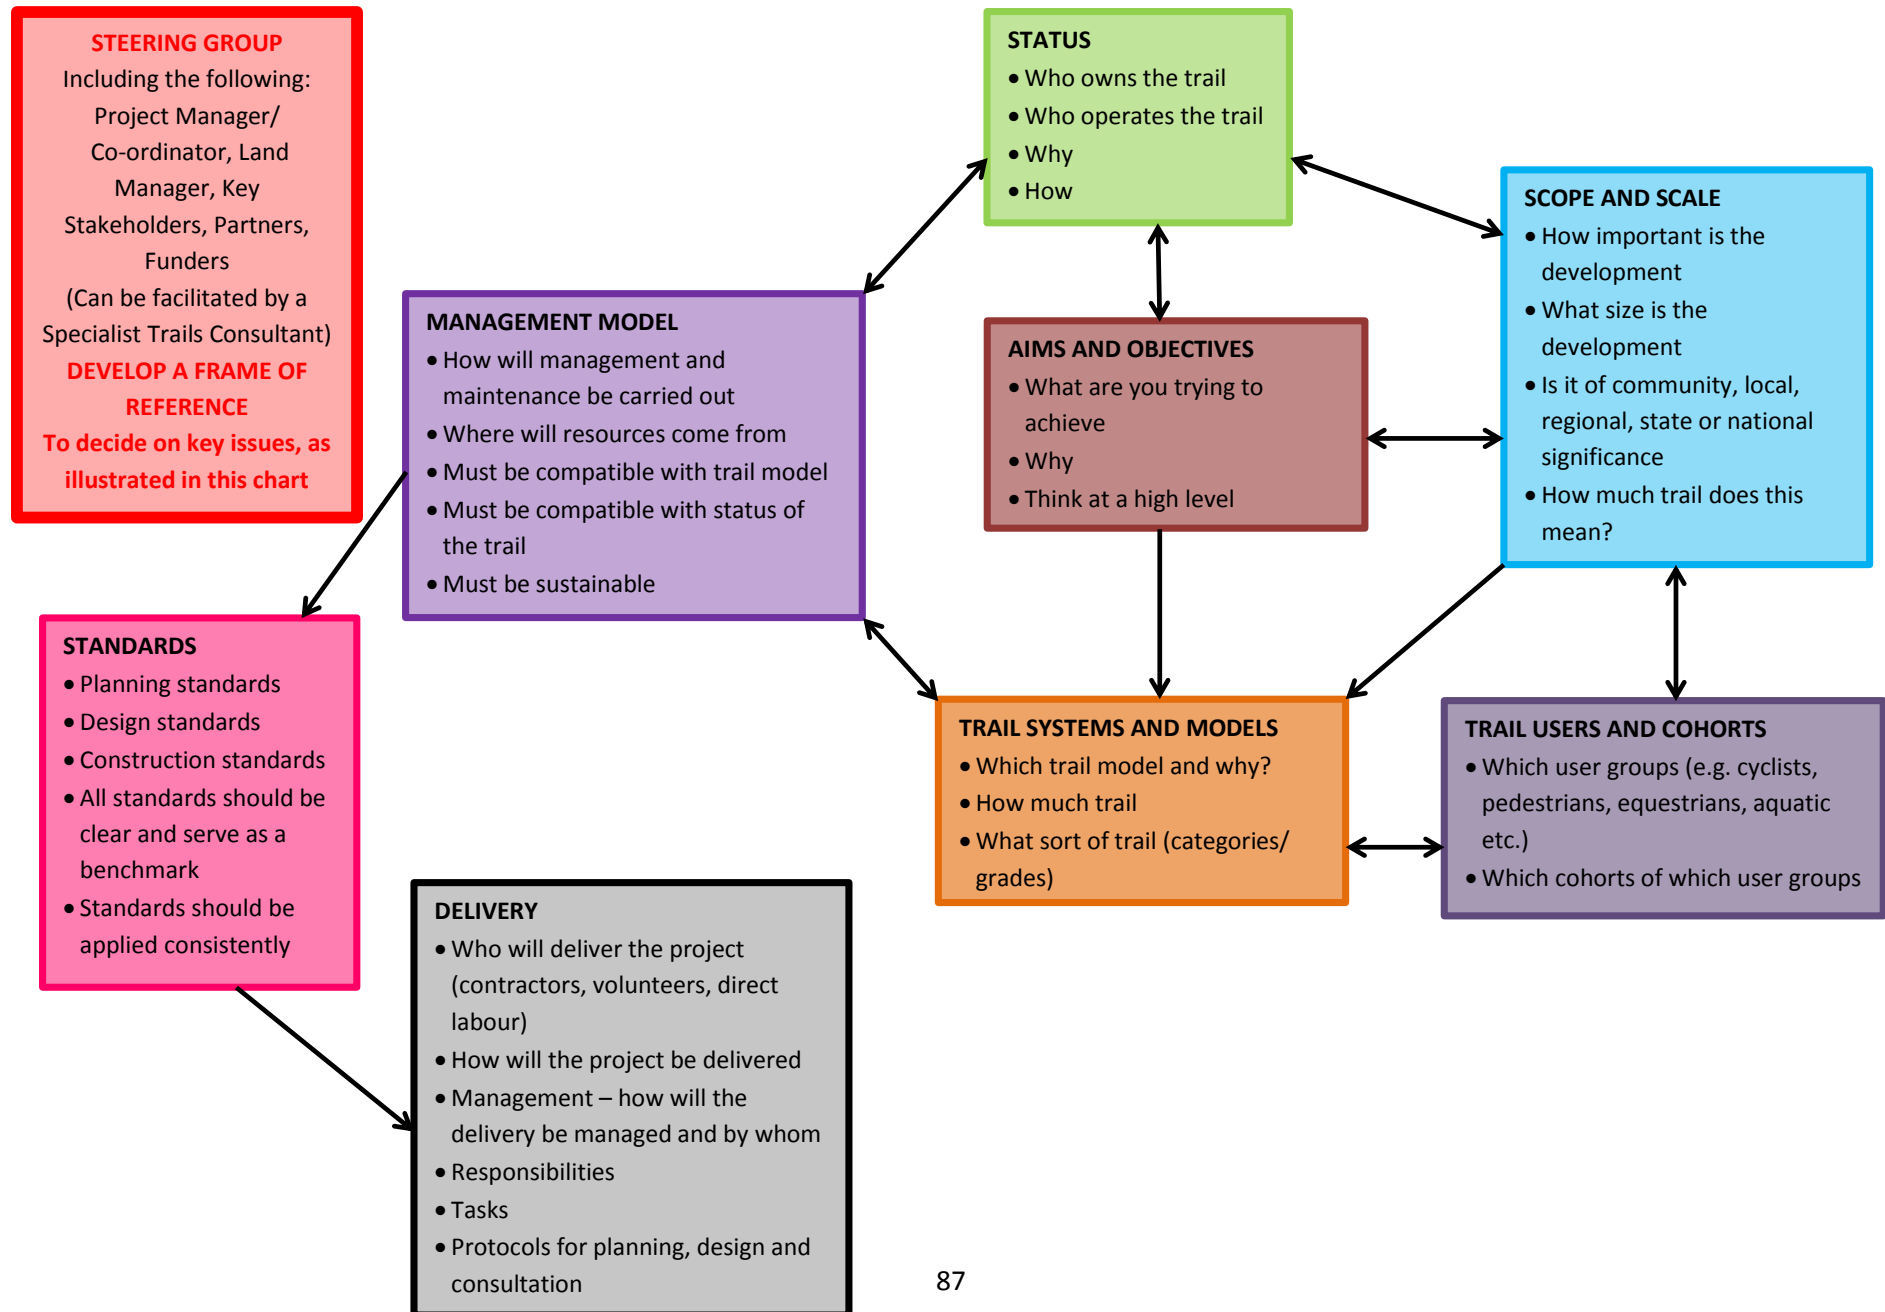 STEERING GROUP
Including the following:
Project Manager/
Co-ordinator, Land
Manager, Key
Stakeholders, Partners,
Funders
(Can be facilitated by a
Specialist Trails Consultant)
DEVELOP A FRAME OF
REFERENCE
To decide on key issues, as
illustrated in this chart
STATUS
• Who owns the trail
• Who operates the trail
• Why
• How
SCOPE AND SCALE
• How important is the
development
• What size is the
development
• Is it of community, local,
regional, state or national
significance
• How much trail does this
mean?
MANAGEMENT MODEL
• How will management and
maintenance be carried out
• Where will resources come from
• Must be compatible with trail model
• Must be compatible with status of
the trail
• Must be sustainable
AIMS AND OBJECTIVES
• What are you trying to
achieve
• Why
• Think at a high level
STANDARDS
• Planning standards
• Design standards
• Construction standards
• All standards should be
clear and serve as a
benchmark
• Standards should be
applied consistently
TRAIL SYSTEMS AND MODELS
• Which trail model and why?
• How much trail
• What sort of trail (categories/
grades)
TRAIL USERS AND COHORTS
• Which user groups (e.g. cyclists,
pedestrians, equestrians, aquatic
etc.)
• Which cohorts of which user groups
DELIVERY
• Who will deliver the project
(contractors, volunteers, direct
labour)
• How will the project be delivered
• Management – how will the
delivery be managed and by whom
• Responsibilities
• Tasks
• Protocols for planning, design and
consultation
87